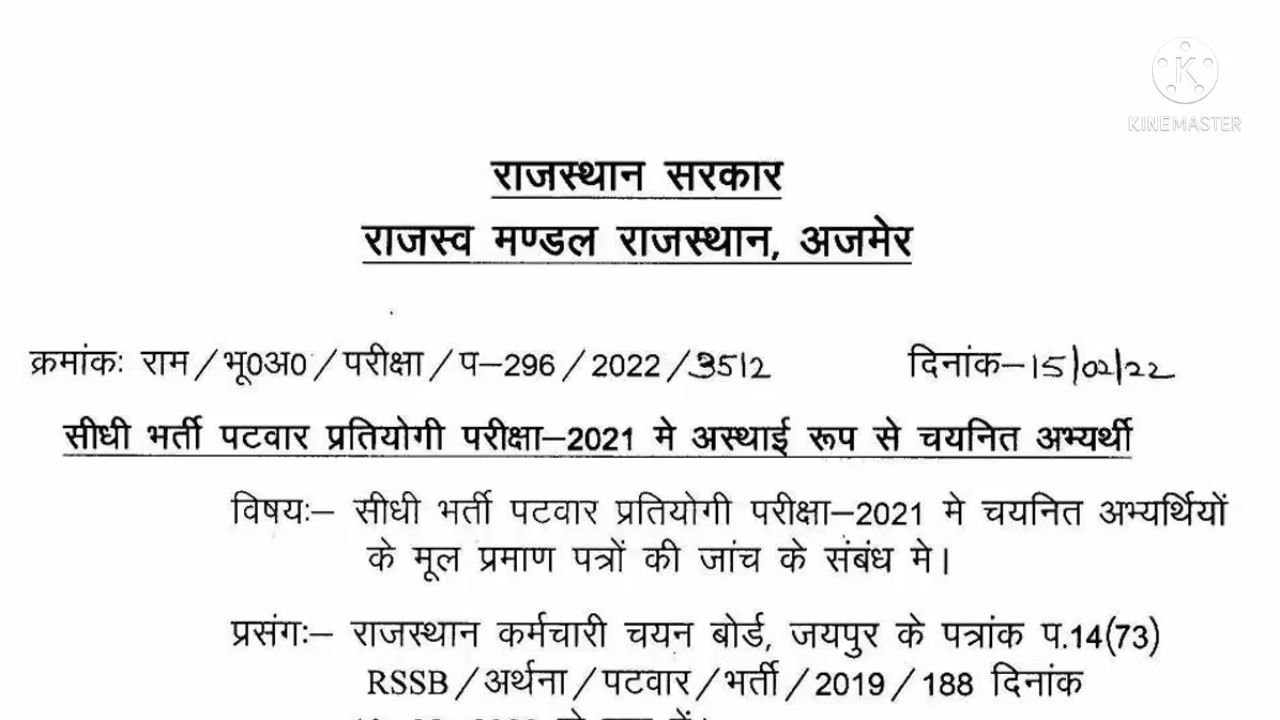 KINEMASTER
राजस्थान सरकार
राजस्व मण्डल राजस्थान, अजमेर
क्रमांकः राम/भू0अ0/परीक्षा/प–296/2022/3512 दिनांक–15/02/22
सीधी भर्ती पटवार प्रतियोगी परीक्षा–2021 मे अस्थाई रूप से चयनित अभ्यर्थी
विषयः– सीधी भर्ती पटवार प्रतियोगी परीक्षा–2021 मे चयनित अभ्यर्थियों
के मूल प्रमाण पत्रों की जांच के संबंध मे।
प्रसंगः– राजस्थान कर्मचारी चयन बोर्ड, जयपुर के पत्रांक प.14(73)
RSSB/अर्थना/पटवार/भर्ती/2019/188 दिनांक